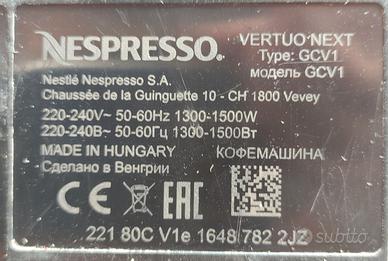 NESPRESSO.
VERTUO NEXT
Type: GCV1
модель GCV1
Nestlé Nespresso S.A.
Chaussée de la Guinguette 10 - CH 1800 Vevey
220-240V~ 50-60Hz 1300-1500W
220-240В~ 50-60Гц 1300-1500Вт
MADE IN HUNGARY КОФЕМАШИНА
Сделано в Венгрии
CE EAC
221 80C V1e 1648 782 2JZ
subito